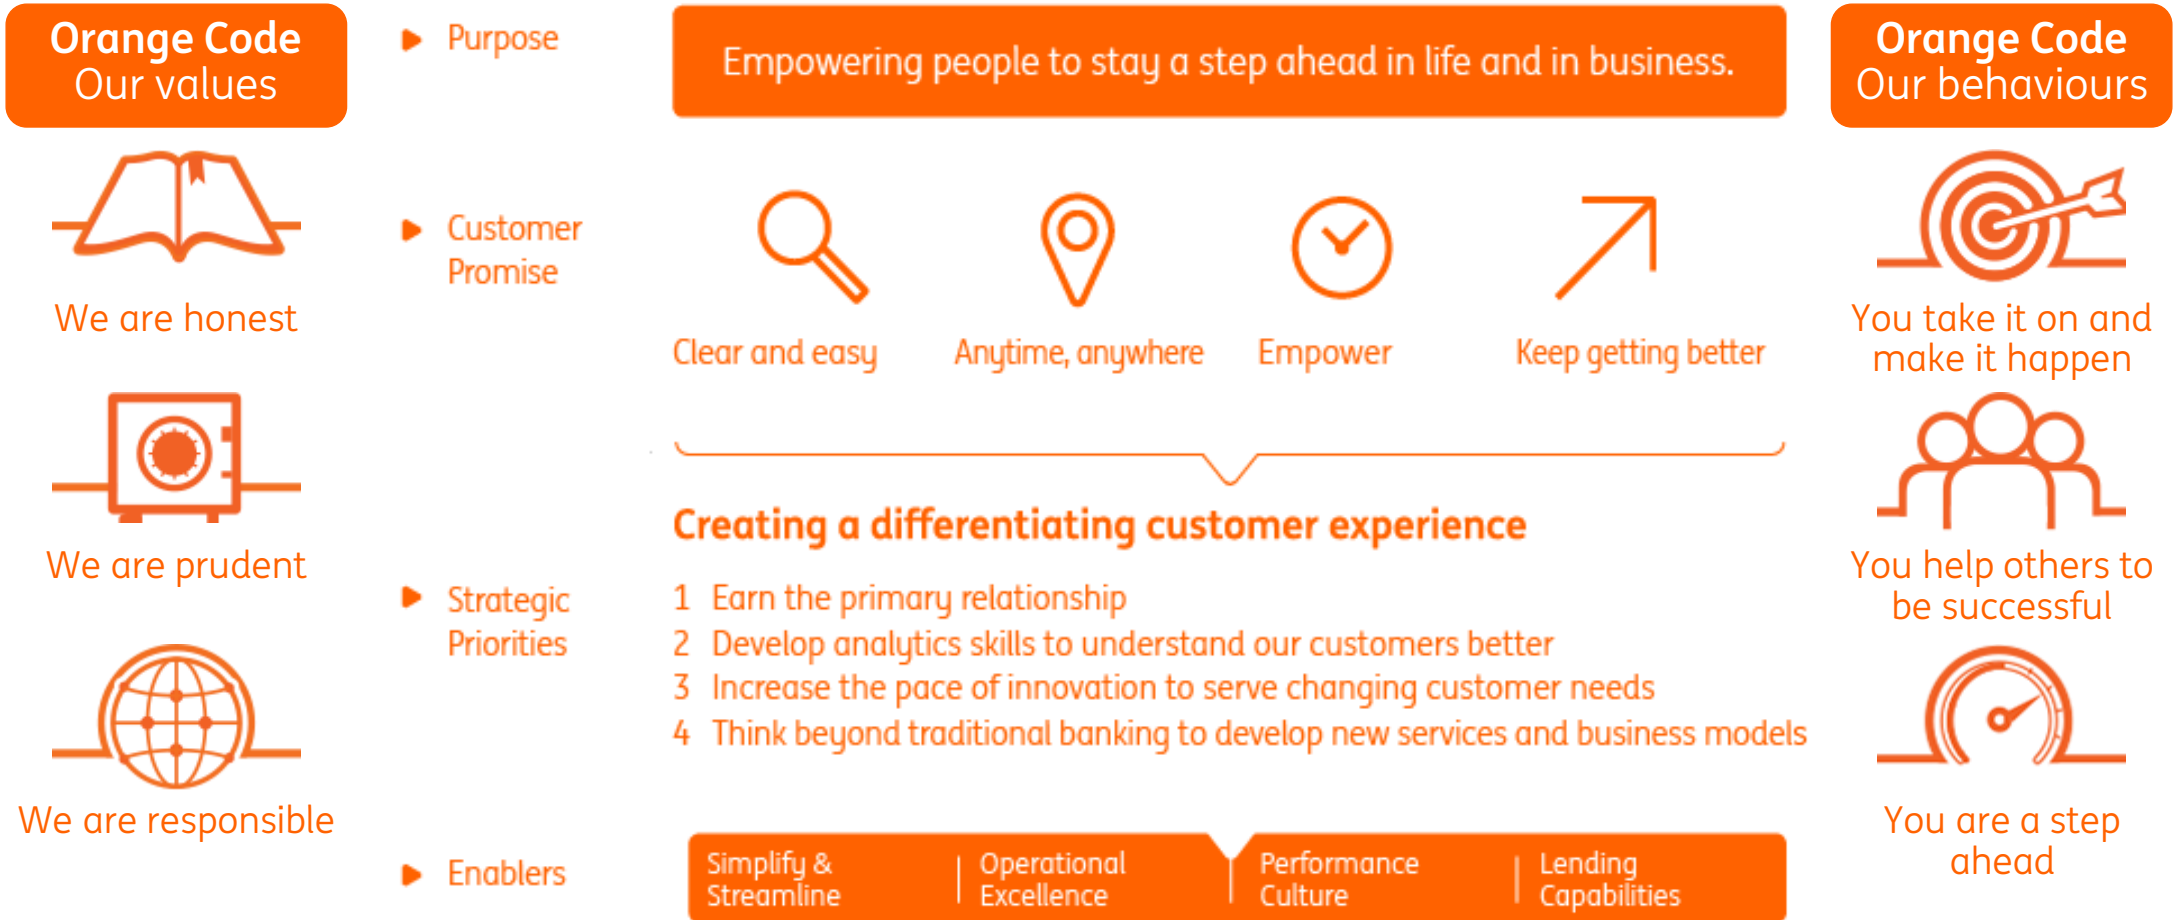 Orange Code
Our values
We are honest
We are prudent
We are responsible
Purpose
Empowering people to stay a step ahead in life and in business.
Customer
Promise
Clear and easy
Anytime, anywhere
Empower
Keep getting better
Creating a differentiating customer experience
Strategic
Priorities
1 Earn the primary relationship
2 Develop analytics skills to understand our customers better
3 Increase the pace of innovation to serve changing customer needs
4 Think beyond traditional banking to develop new services and business models
Enablers
Simplify &
Streamline
Operational
Excellence
Performance
Culture
Lending
Capabilities
Orange Code
Our behaviours
You take it on and
make it happen
You help others to
be successful
You are a step
ahead